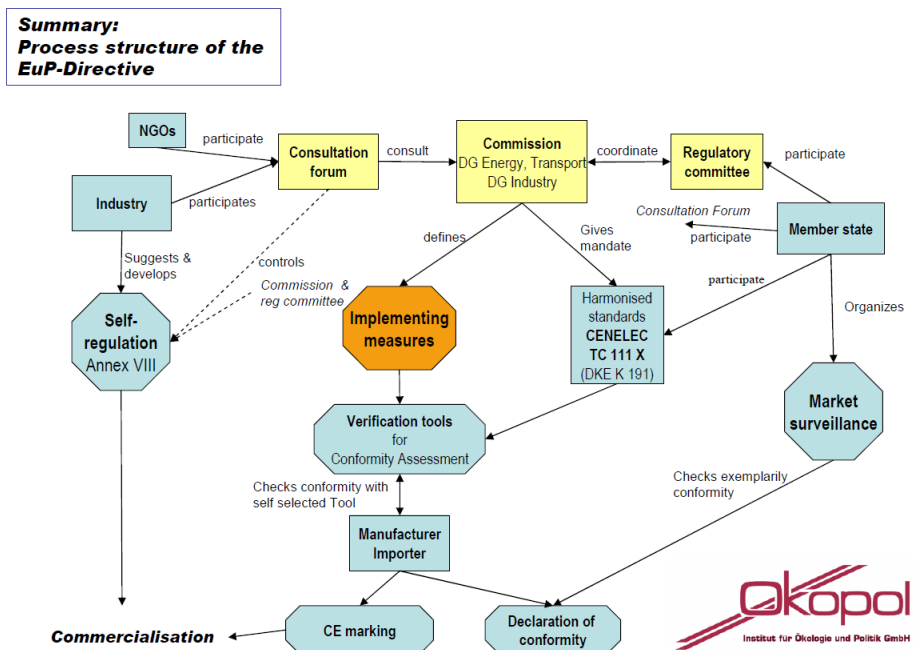 Summary:
Process structure of the
EuP-Directive
NGOs
participate
Consultation
forum
consult
Commission
DG Energy, Transport
DG Industry
coordinate
Regulatory
committee
participate
Industry
participates
Consultation Forum
participate
Member state
Suggests &
develops
controls
Commission &
reg committee
defines
Gives
mandate
participate
Organizes
Self-
regulation
Annex VIII
Implementing
measures
Harmonised
standards
CENELEC
TC 111 X
(DKE K 191)
Market
surveillance
Verification tools
for
Conformity Assessment
Checks conformity with
self selected Tool
Checks exemplarily
conformity
Manufacturer
Importer
Commercialisation
CE marking
Declaration of
conformity
Ökopol
Institut für Ökologie und Politik GmbH